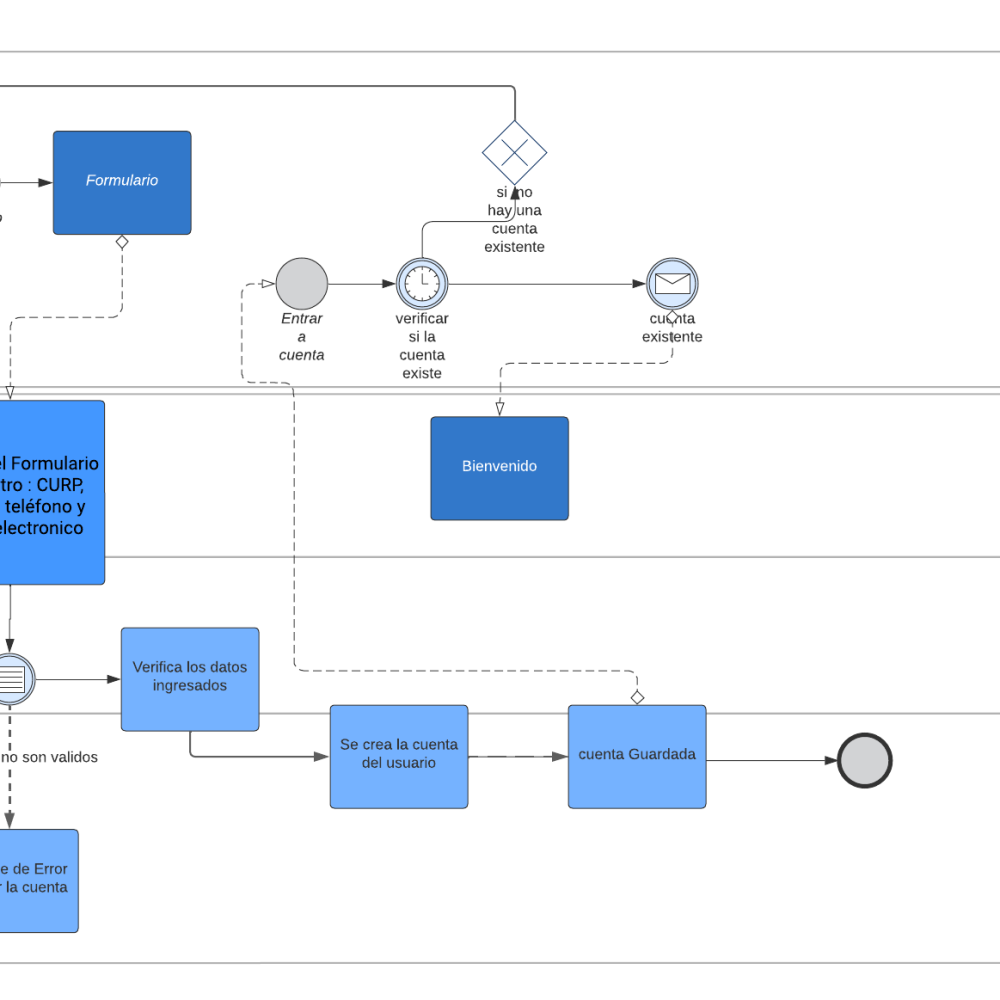 Formulario
si no
hay una
cuenta
existente
Entrar
a
cuenta
verificar
si la
cuenta
existe
cuenta
existente
el Formulario
tro : CURP,
teléfono y
electronico
Bienvenido
Verifica los datos
ingresados
no son validos
Se crea la cuenta
del usuario
cuenta Guardada
e de Error
r la cuenta